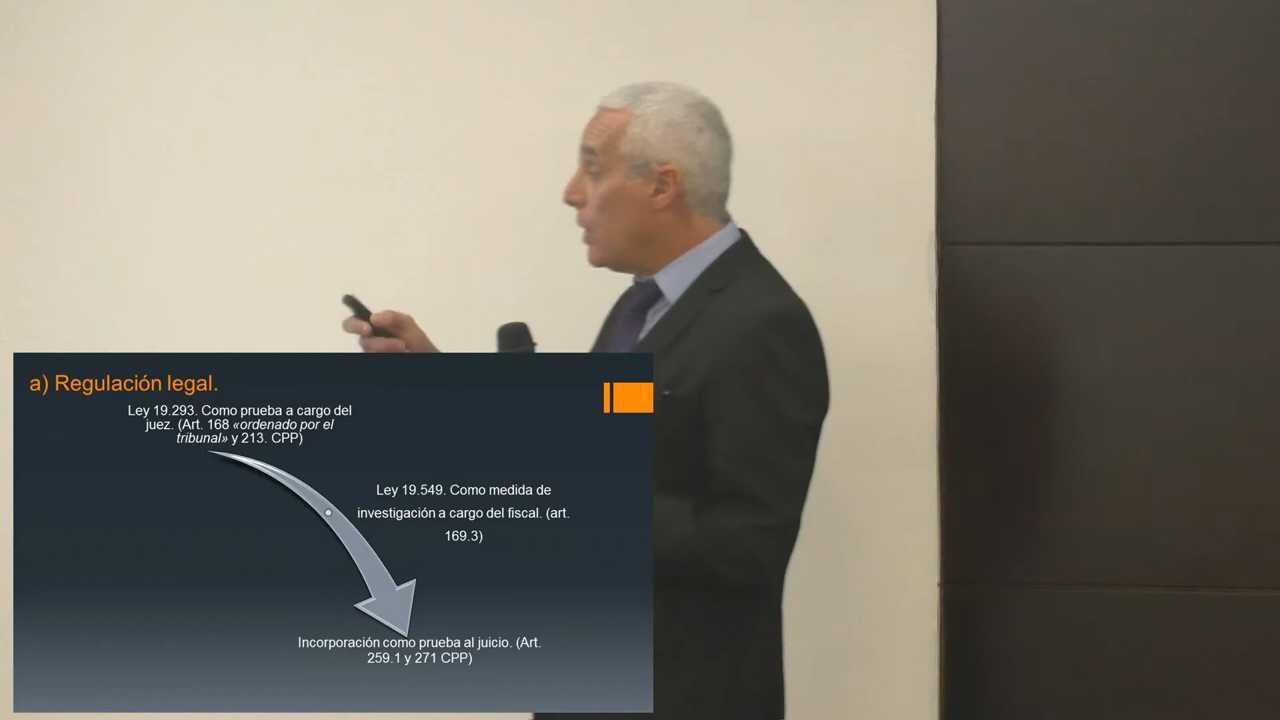 a) Regulación legal.
Ley 19.293. Como prueba a cargo del
juez. (Art. 168 «ordenado por el
tribunal» y 213. CPP)
Ley 19.549. Como medida de
investigación a cargo del fiscal. (art.
169.3)
Incorporación como prueba al juicio. (Art.
259.1 y 271 CPP)